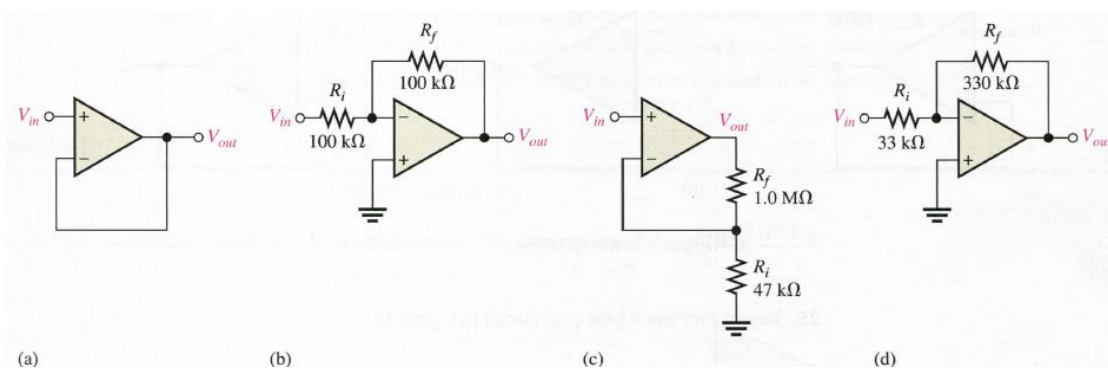 R_f
100 kΩ
R_i
100 kΩ
V_in
+
−
V_out
V_in
−
+
V_out
V_in
+
−
V_out
R_f
1.0 MΩ
R_i
47 kΩ
R_f
330 kΩ
R_i
V_in
33 kΩ
−
+
V_out
(a)
(b)
(c)
(d)